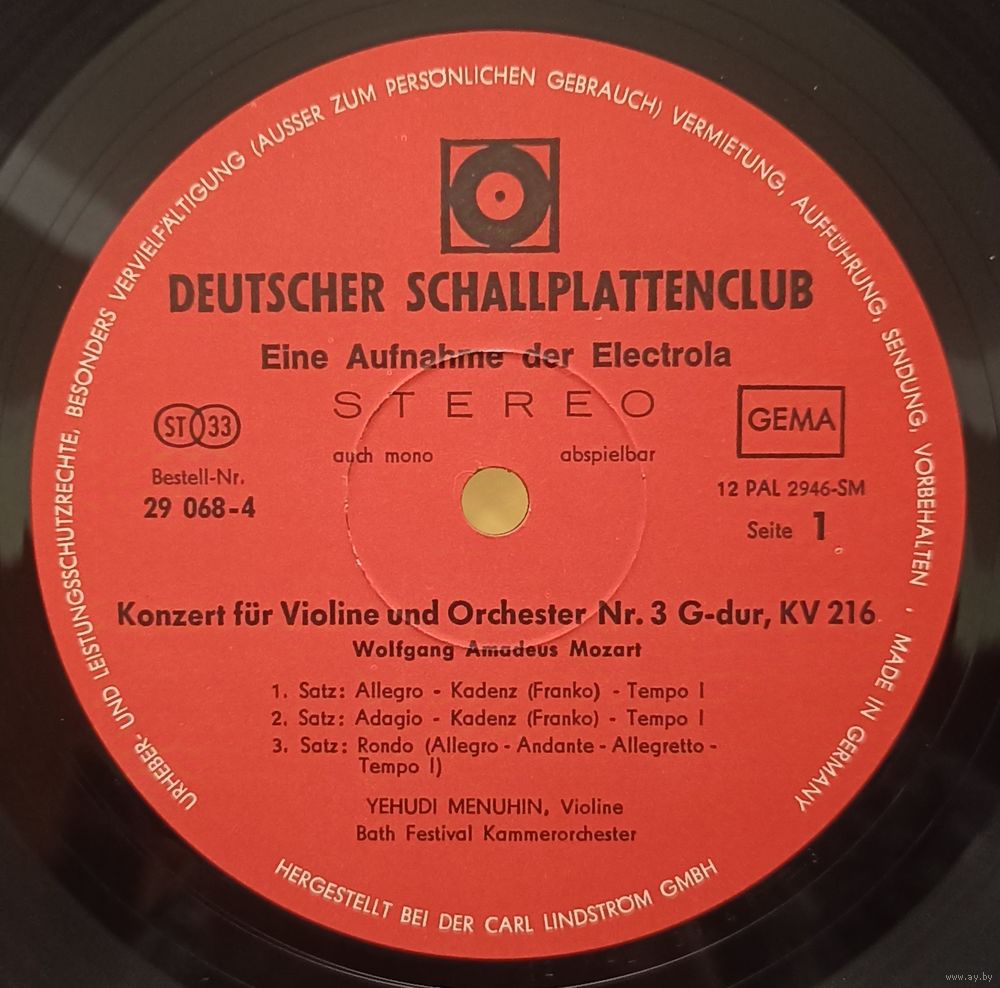 URHEBER- UND LEISTUNGSSCHUTZRECHTE, BESONDERS VERVIELFÄLTIGUNG (AUSSER ZUM PERSÖNLICHEN GEBRAUCH) VERMIETUNG, AUFFÜHRUNG, SENDUNG, VORBEHALTEN · MADE IN GERMANY
DEUTSCHER SCHALLPLATTENCLUB
Eine Aufnahme der Electrola
STEREO
ST 33
GEMA
auch mono abspielbar
Bestell-Nr.
29 068-4
12 PAL 2946-SM
Seite 1
Konzert für Violine und Orchester Nr. 3 G-dur, KV 216
Wolfgang Amadeus Mozart
1. Satz: Allegro - Kadenz (Franko) - Tempo I
2. Satz: Adagio - Kadenz (Franko) - Tempo I
3. Satz: Rondo (Allegro - Andante - Allegretto -
Tempo I)
YEHUDI MENUHIN, Violine
Bath Festival Kammerorchester
HERGESTELLT BEI DER CARL LINDSTRÖM GMBH
www.ay.by